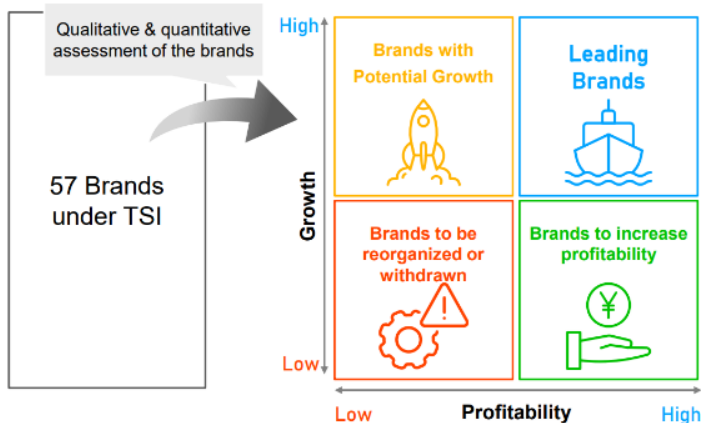 Qualitative & quantitative
assessment of the brands
57 Brands
under TSI
High
Growth
Low
Brands with
Potential Growth
Leading
Brands
Brands to be
reorganized or
withdrawn
Brands to increase
profitability
¥
Low
Profitability
High